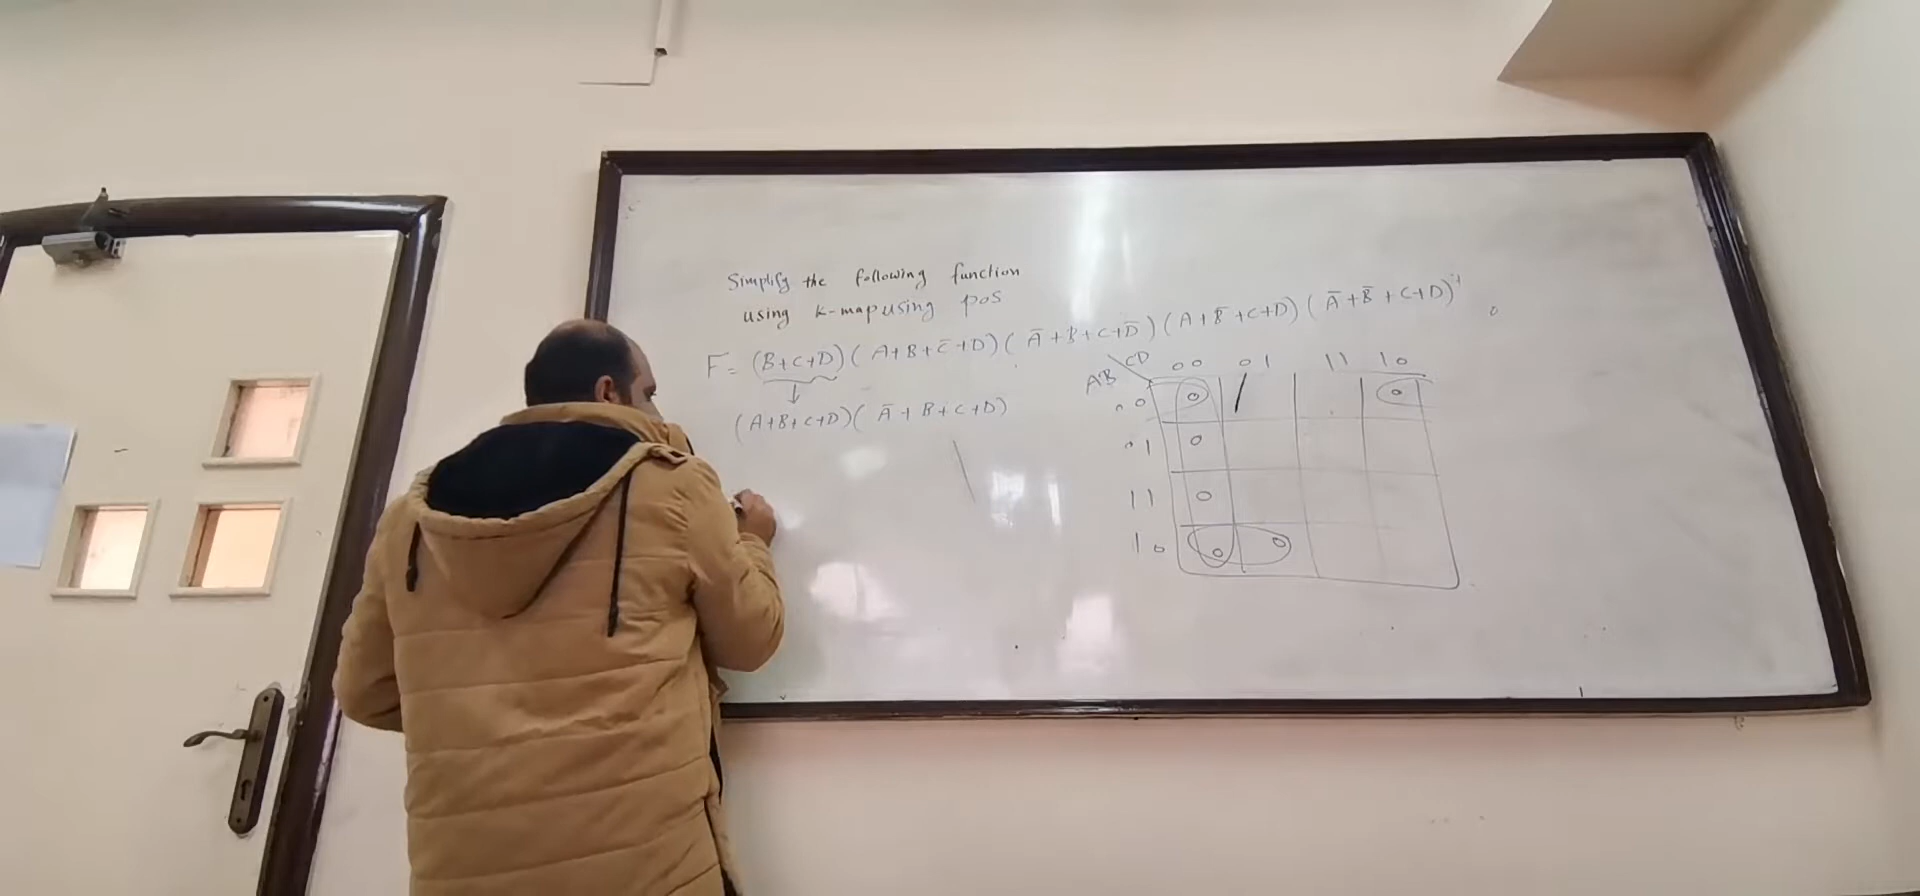 Simplify the following function
using k-map using pos
F = (B+C+D)(A+B+C̅+D)(A̅+B+C+D̅)(A+B̅+C+D)(A̅+B̅+C+D)
(A+B+C+D)(A̅+B+C+D)
AB CD 00 01 11 10
00 0 0
01 0
11 0
10 0 0